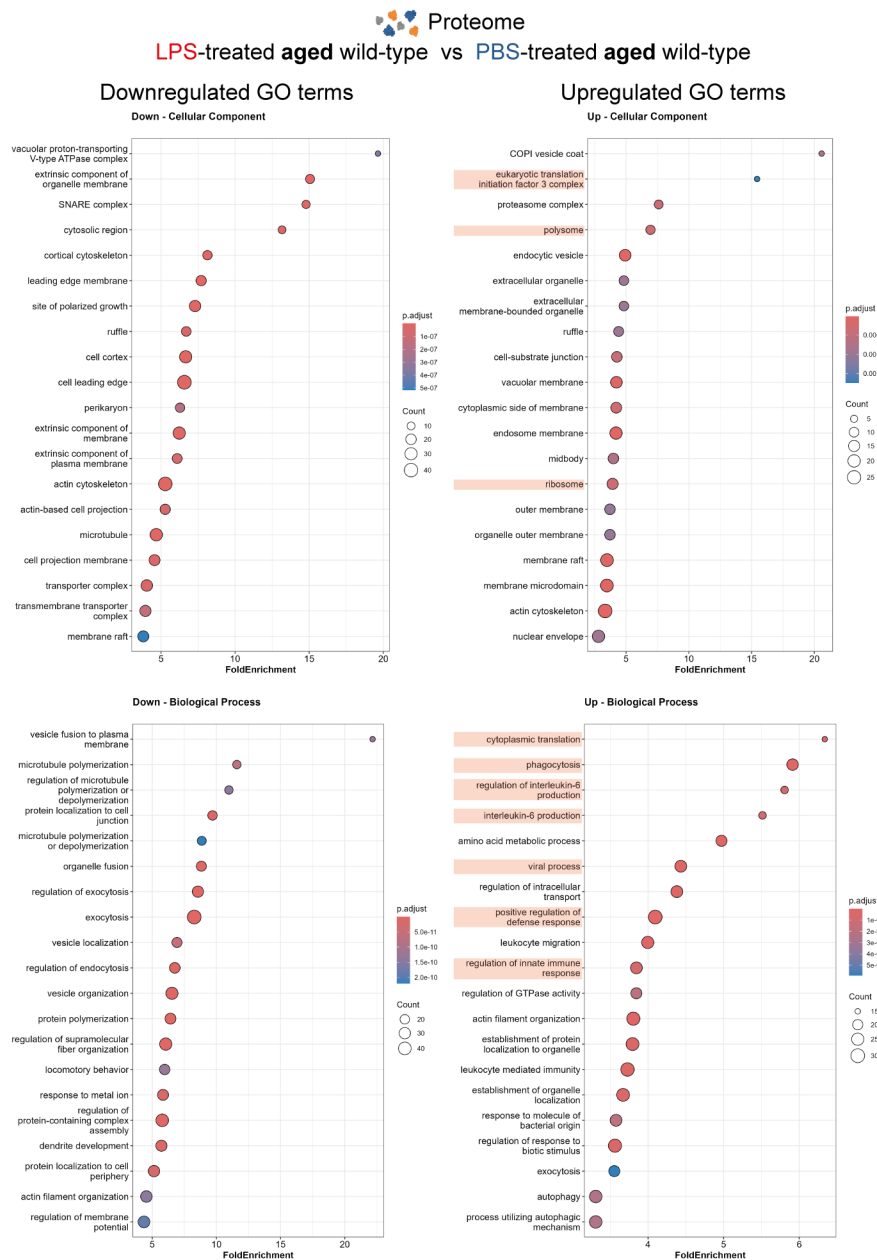 Proteome
LPS-treated aged wild-type vs PBS-treated aged wild-type
Downregulated GO terms
Down - Cellular Component
vacuolar proton-transporting
V-type ATPase complex
extrinsic component of
organelle membrane
SNARE complex
cytosolic region
cortical cytoskeleton
leading edge membrane
site of polarized growth
ruffle
cell cortex
cell leading edge
perikaryon
extrinsic component of
membrane
extrinsic component of
plasma membrane
actin cytoskeleton
actin-based cell projection
microtubule
cell projection membrane
transporter complex
transmembrane transporter
complex
membrane raft
5
10
15
20
FoldEnrichment
p.adjust
1e-07
2e-07
3e-07
4e-07
5e-07
Count
10
20
30
40
Upregulated GO terms
Up - Cellular Component
COPI vesicle coat
eukaryotic translation
initiation factor 3 complex
proteasome complex
polysome
endocytic vesicle
extracellular organelle
extracellular
membrane-bounded organelle
ruffle
cell-substrate junction
vacuolar membrane
cytoplasmic side of membrane
endosome membrane
midbody
ribosome
outer membrane
organelle outer membrane
membrane raft
membrane microdomain
actin cytoskeleton
nuclear envelope
5
10
15
20
FoldEnrichment
p.adjust
0.00
0.00
0.00
Count
5
10
15
20
25
Down - Biological Process
vesicle fusion to plasma
membrane
microtubule polymerization
regulation of microtubule
polymerization or
depolymerization
protein localization to cell
junction
microtubule polymerization
or depolymerization
organelle fusion
regulation of exocytosis
exocytosis
vesicle localization
regulation of endocytosis
vesicle organization
protein polymerization
regulation of supramolecular
fiber organization
locomotory behavior
response to metal ion
regulation of
protein-containing complex
assembly
dendrite development
protein localization to cell
periphery
actin filament organization
regulation of membrane
potential
5
10
15
20
FoldEnrichment
p.adjust
5.0e-11
1.0e-10
1.5e-10
2.0e-10
Count
20
30
40
Up - Biological Process
cytoplasmic translation
phagocytosis
regulation of interleukin-6
production
interleukin-6 production
amino acid metabolic process
viral process
regulation of intracellular
transport
positive regulation of
defense response
leukocyte migration
regulation of innate immune
response
regulation of GTPase activity
actin filament organization
establishment of protein
localization to organelle
leukocyte mediated immunity
establishment of organelle
localization
response to molecule of
bacterial origin
regulation of response to
biotic stimulus
exocytosis
autophagy
process utilizing autophagic
mechanism
4
5
6
FoldEnrichment
p.adjust
1e-
2e-
3e-
4e-
5e-
Count
15
20
25
30